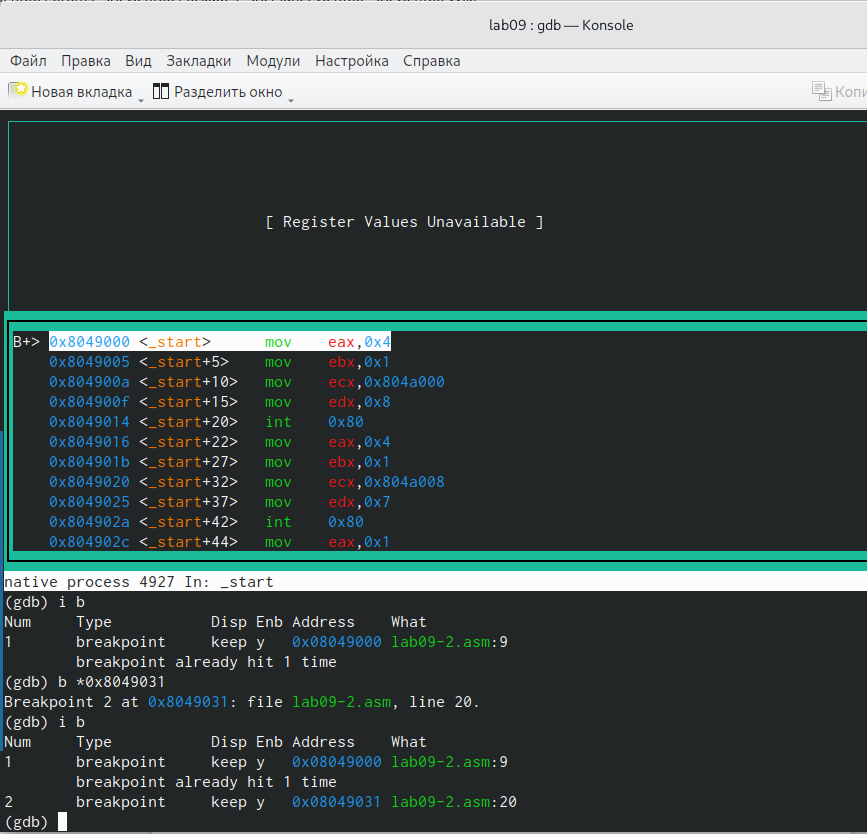 lab09 : gdb — Konsole
Файл Правка Вид Закладки Модули Настройка Справка
Новая вкладка Разделить окно
[ Register Values Unavailable ]
B+> 0x8049000 <_start> mov eax,0x4
0x8049005 <_start+5> mov ebx,0x1
0x804900a <_start+10> mov ecx,0x804a000
0x804900f <_start+15> mov edx,0x8
0x8049014 <_start+20> int 0x80
0x8049016 <_start+22> mov eax,0x4
0x804901b <_start+27> mov ebx,0x1
0x8049020 <_start+32> mov ecx,0x804a008
0x8049025 <_start+37> mov edx,0x7
0x804902a <_start+42> int 0x80
0x804902c <_start+44> mov eax,0x1
native process 4927 In: _start
(gdb) i b
Num Type Disp Enb Address What
1 breakpoint keep y 0x08049000 lab09-2.asm:9
breakpoint already hit 1 time
(gdb) b *0x8049031
Breakpoint 2 at 0x8049031: file lab09-2.asm, line 20.
(gdb) i b
Num Type Disp Enb Address What
1 breakpoint keep y 0x08049000 lab09-2.asm:9
breakpoint already hit 1 time
2 breakpoint keep y 0x08049031 lab09-2.asm:20
(gdb)